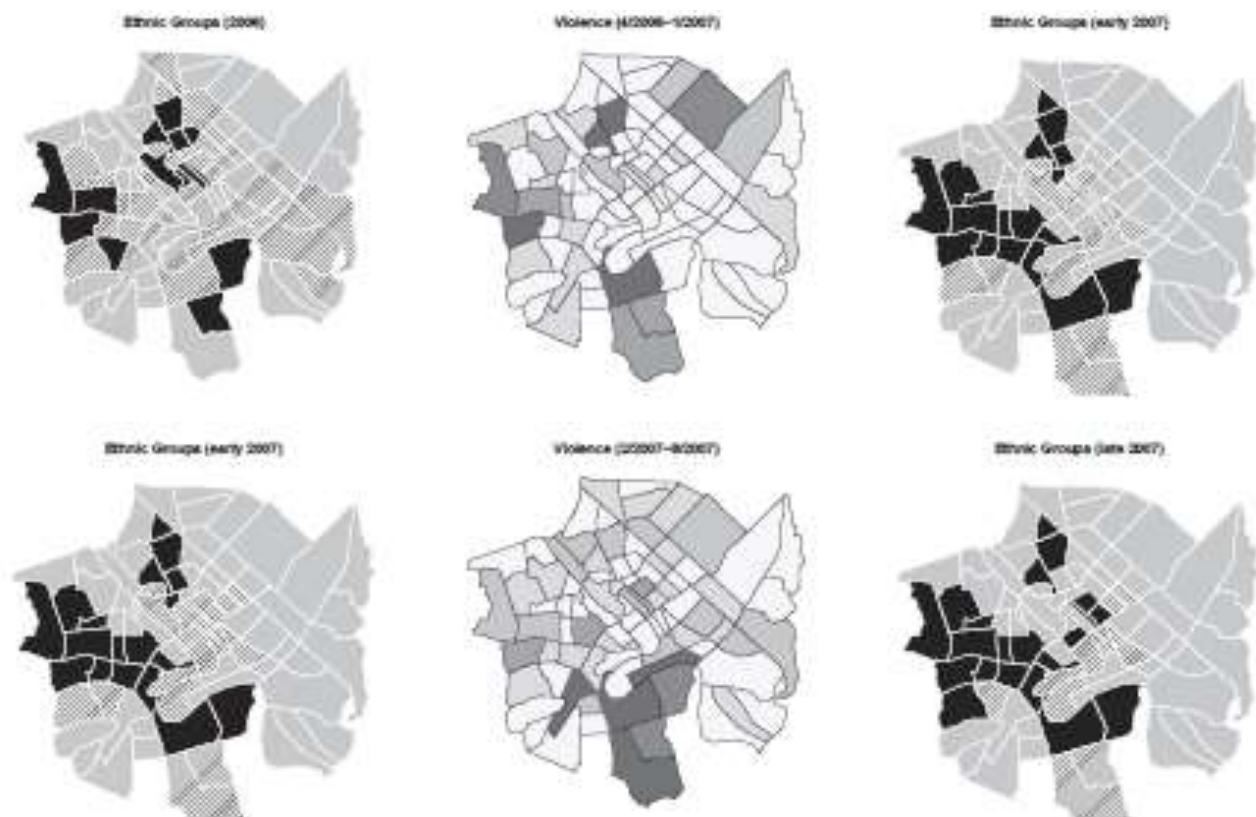 Ethnic Groups (2006)
Violence (4/2006–1/2007)
Ethnic Groups (early 2007)
Ethnic Groups (early 2007)
Violence (2/2007–8/2007)
Ethnic Groups (late 2007)